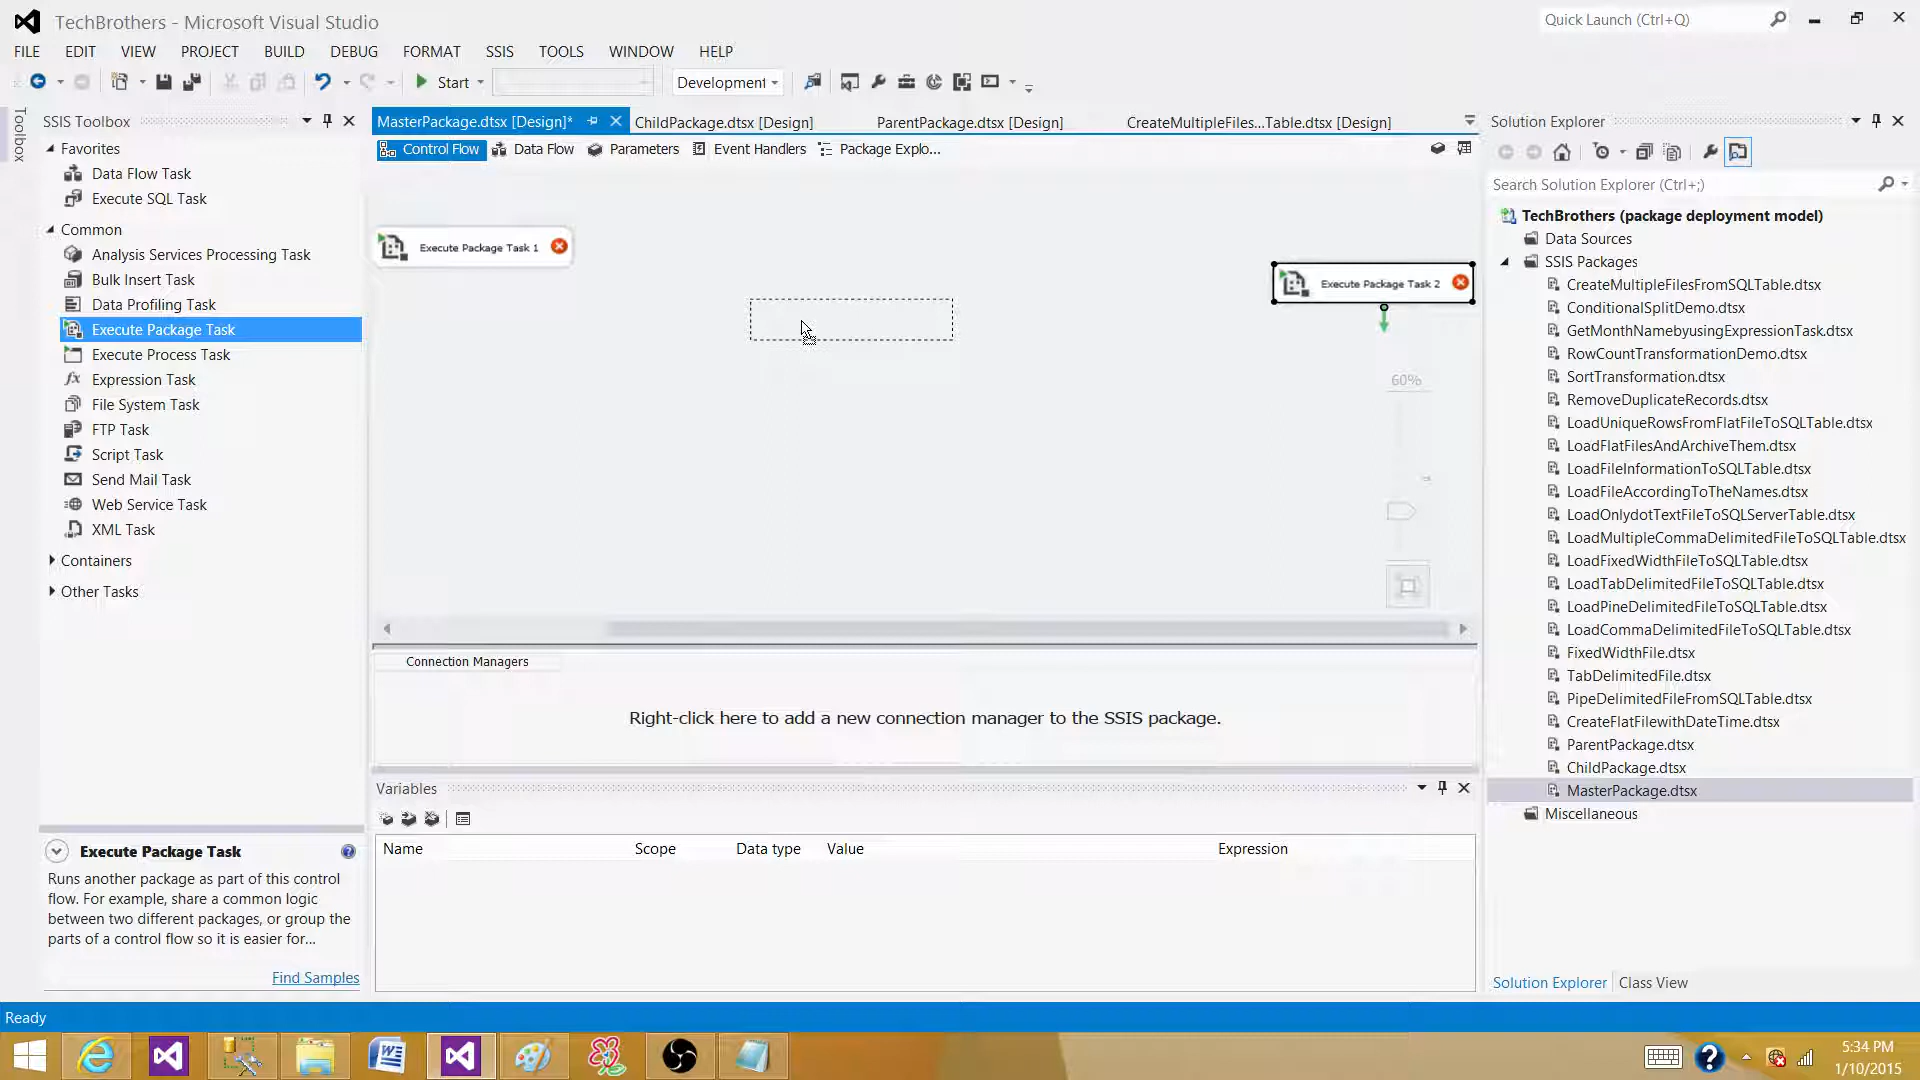 TechBrothers - Microsoft Visual Studio
Quick Launch (Ctrl+Q)
FILE EDIT VIEW PROJECT BUILD DEBUG FORMAT SSIS TOOLS WINDOW HELP
Start Development
Toolbox
SSIS Toolbox
Favorites
Data Flow Task
Execute SQL Task
Common
Analysis Services Processing Task
Bulk Insert Task
Data Profiling Task
Execute Package Task
Execute Process Task
Expression Task
File System Task
FTP Task
Script Task
Send Mail Task
Web Service Task
XML Task
Containers
Other Tasks
Execute Package Task
Runs another package as part of this control
flow. For example, share a common logic
between two different packages, or group the
parts of a control flow so it is easier for...
Find Samples
MasterPackage.dtsx [Design]* ChildPackage.dtsx [Design] ParentPackage.dtsx [Design] CreateMultipleFiles...Table.dtsx [Design]
Control Flow Data Flow Parameters Event Handlers Package Explo...
Execute Package Task 1
Execute Package Task 2
60%
Connection Managers
Right-click here to add a new connection manager to the SSIS package.
Variables
Name Scope Data type Value Expression
Solution Explorer
Search Solution Explorer (Ctrl+;)
TechBrothers (package deployment model)
Data Sources
SSIS Packages
CreateMultipleFilesFromSQLTable.dtsx
ConditionalSplitDemo.dtsx
GetMonthNamebyusingExpressionTask.dtsx
RowCountTransformationDemo.dtsx
SortTransformation.dtsx
RemoveDuplicateRecords.dtsx
LoadUniqueRowsFromFlatFileToSQLTable.dtsx
LoadFlatFilesAndArchiveThem.dtsx
LoadFileInformationToSQLTable.dtsx
LoadFileAccordingToTheNames.dtsx
LoadOnlydotTextFileToSQLServerTable.dtsx
LoadMultipleCommaDelimitedFileToSQLTable.dtsx
LoadFixedWidthFileToSQLTable.dtsx
LoadTabDelimitedFileToSQLTable.dtsx
LoadPineDelimitedFileToSQLTable.dtsx
LoadCommaDelimitedFileToSQLTable.dtsx
FixedWidthFile.dtsx
TabDelimitedFile.dtsx
PipeDelimitedFileFromSQLTable.dtsx
CreateFlatFilewithDateTime.dtsx
ParentPackage.dtsx
ChildPackage.dtsx
MasterPackage.dtsx
Miscellaneous
Solution Explorer Class View
Ready
5:34 PM
1/10/2015